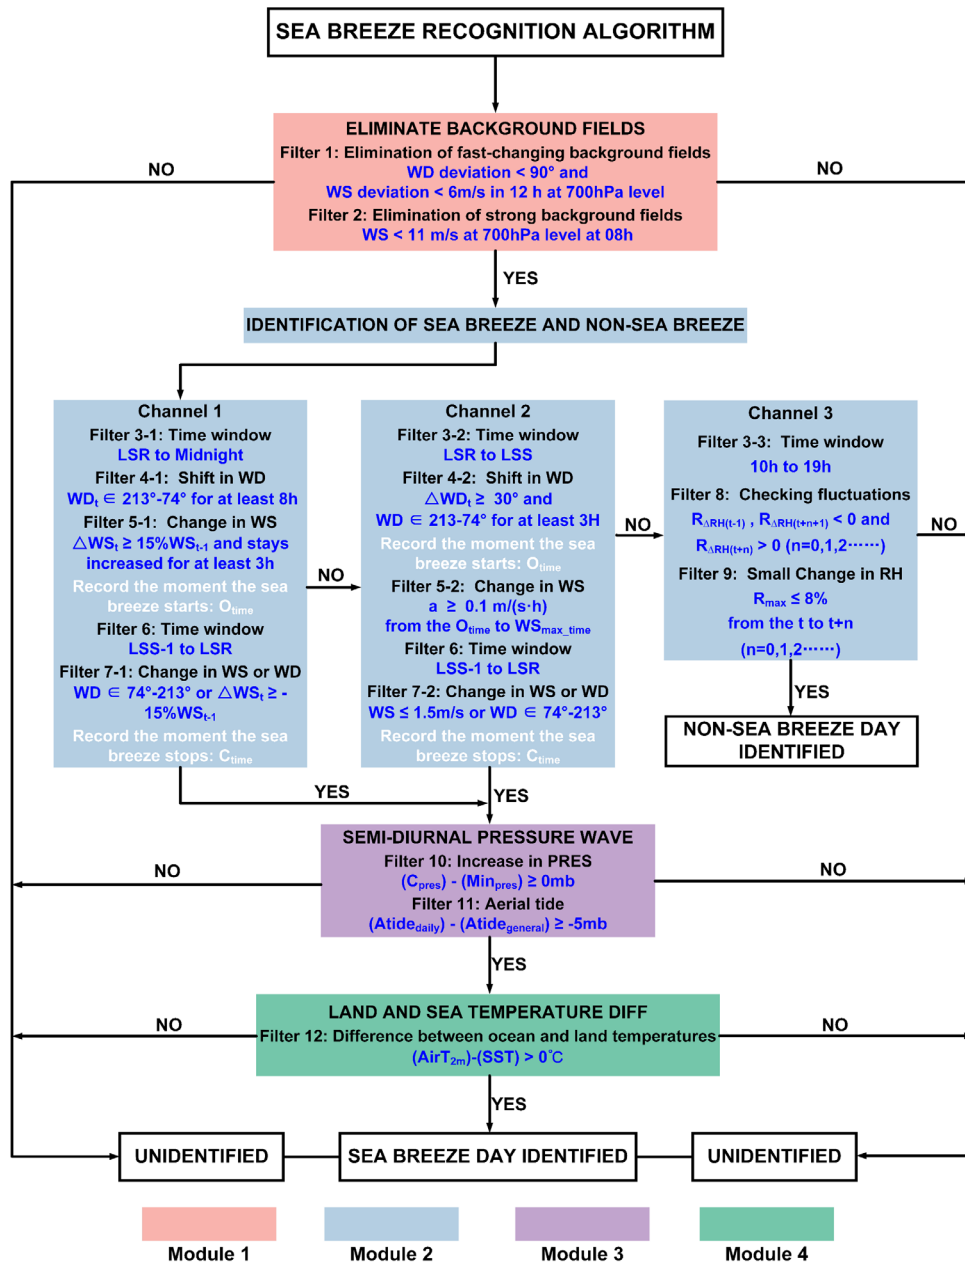 SEA BREEZE RECOGNITION ALGORITHM
ELIMINATE BACKGROUND FIELDS
Filter 1: Elimination of fast-changing background fields
WD deviation < 90° and
WS deviation < 6m/s in 12 h at 700hPa level
Filter 2: Elimination of strong background fields
WS < 11 m/s at 700hPa level at 08h
NO
NO
YES
IDENTIFICATION OF SEA BREEZE AND NON-SEA BREEZE
Channel 1
Filter 3-1: Time window
LSR to Midnight
Filter 4-1: Shift in WD
WDt ∈ 213°-74° for at least 8h
Filter 5-1: Change in WS
△WSt ≥ 15%WSt-1 and stays
increased for at least 3h
Record the moment the sea
breeze starts: Otime
Filter 6: Time window
LSS-1 to LSR
Filter 7-1: Change in WS or WD
WD ∈ 74°-213° or △WSt ≥ -
15%WSt-1
Record the moment the sea
breeze stops: Ctime
NO
Channel 2
Filter 3-2: Time window
LSR to LSS
Filter 4-2: Shift in WD
△WDt ≥ 30° and
WD ∈ 213-74° for at least 3H
Record the moment the sea
breeze starts: Otime
Filter 5-2: Change in WS
a ≥ 0.1 m/(s·h)
from the Otime to WSmax_time
Filter 6: Time window
LSS-1 to LSR
Filter 7-2: Change in WS or WD
WS ≤ 1.5m/s or WD ∈ 74°-213°
Record the moment the sea
breeze stops: Ctime
NO
Channel 3
Filter 3-3: Time window
10h to 19h
Filter 8: Checking fluctuations
RΔRH(t-1) , RΔRH(t+n+1) < 0 and
RΔRH(t+n) > 0 (n=0,1,2······)
Filter 9: Small Change in RH
Rmax ≤ 8%
from the t to t+n
(n=0,1,2······)
NO
YES
NON-SEA BREEZE DAY
IDENTIFIED
YES
YES
SEMI-DIURNAL PRESSURE WAVE
Filter 10: Increase in PRES
(Cpres) - (Minpres) ≥ 0mb
Filter 11: Aerial tide
(Atidedaily) - (Atidegeneral) ≥ -5mb
NO
NO
YES
LAND AND SEA TEMPERATURE DIFF
Filter 12: Difference between ocean and land temperatures
(AirT2m)-(SST) > 0℃
NO
NO
YES
UNIDENTIFIED
SEA BREEZE DAY IDENTIFIED
UNIDENTIFIED
Module 1
Module 2
Module 3
Module 4